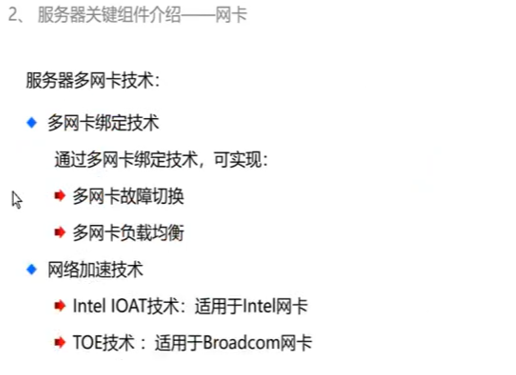 2、 服务器关键组件介绍——网卡
服务器多网卡技术：
多网卡绑定技术
通过多网卡绑定技术，可实现：
多网卡故障切换
多网卡负载均衡
网络加速技术
Intel IOAT技术：适用于Intel网卡
TOE技术 ：适用于Broadcom网卡